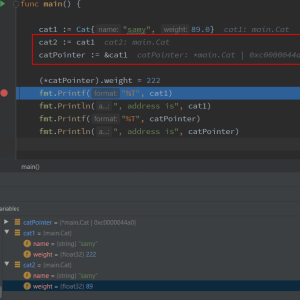 func main() {
cat1 := Cat{ name: "samy", weight: 89.0} cat1: main.Cat
cat2 := cat1 cat2: main.Cat
catPointer := &cat1 catPointer: *main.Cat | 0xc0000044a0
(*catPointer).weight = 222
fmt.Printf( format: "%T", cat1)
fmt.Println( a...: ", address is", cat1)
fmt.Printf( format: "%T", catPointer)
fmt.Println( a...: ", address is", catPointer)
main()
ariables
catPointer = {*main.Cat | 0xc0000044a0}
cat1 = {main.Cat}
name = {string} "samy"
weight = {float32} 222
cat2 = {main.Cat}
name = {string} "samy"
weight = {float32} 89